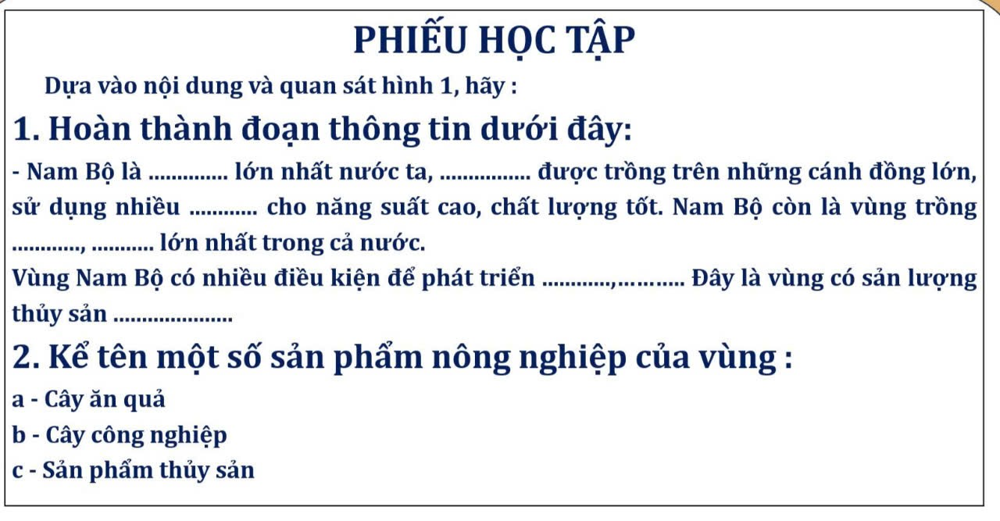 PHIẾU HỌC TẬP
Dựa vào nội dung và quan sát hình 1, hãy :
1. Hoàn thành đoạn thông tin dưới đây:
- Nam Bộ là .............. lớn nhất nước ta, ................ được trồng trên những cánh đồng lớn,
sử dụng nhiều ............ cho năng suất cao, chất lượng tốt. Nam Bộ còn là vùng trồng
............, ........... lớn nhất trong cả nước.
Vùng Nam Bộ có nhiều điều kiện để phát triển ............,............ Đây là vùng có sản lượng
thủy sản .....................
2. Kể tên một số sản phẩm nông nghiệp của vùng :
a - Cây ăn quả
b - Cây công nghiệp
c - Sản phẩm thủy sản